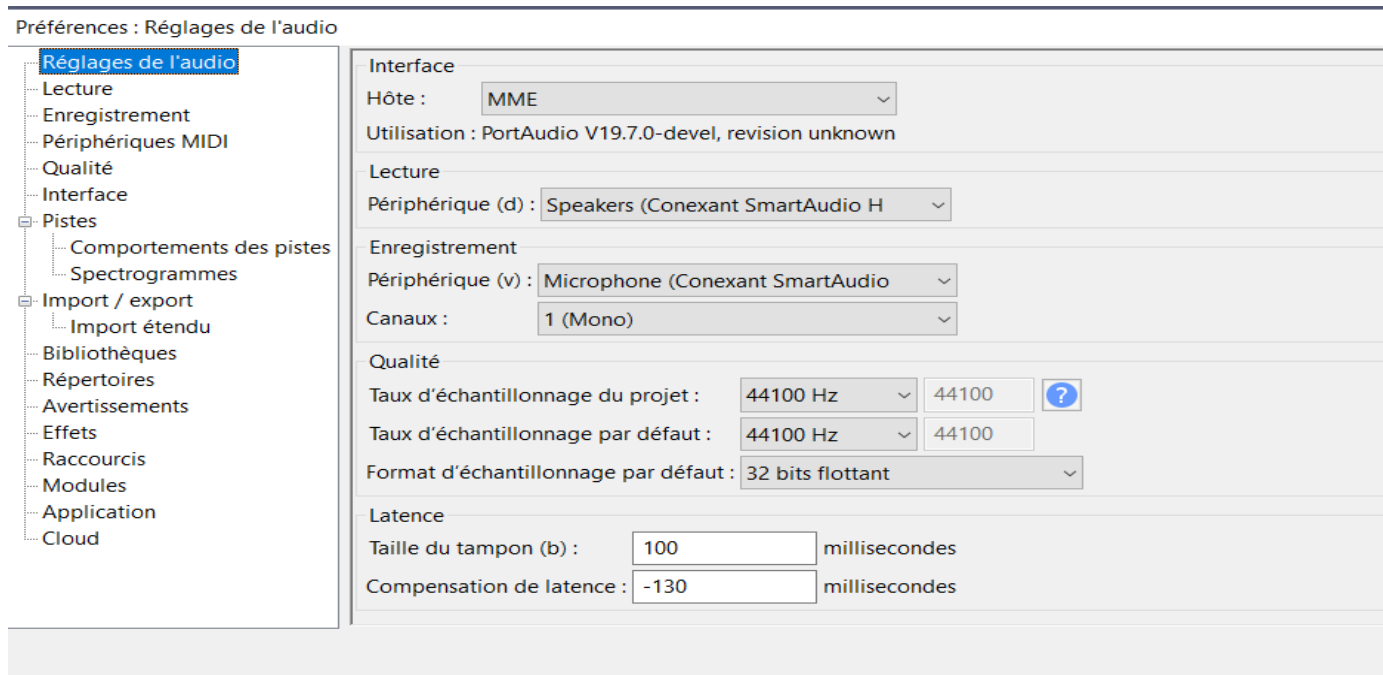 Préférences : Réglages de l'audio
Réglages de l'audio
Lecture
Enregistrement
Périphériques MIDI
Qualité
Interface
Pistes
Comportements des pistes
Spectrogrammes
Import / export
Import étendu
Bibliothèques
Répertoires
Avertissements
Effets
Raccourcis
Modules
Application
Cloud
Interface
Hôte : MME
Utilisation : PortAudio V19.7.0-devel, revision unknown
Lecture
Périphérique (d) : Speakers (Conexant SmartAudio H
Enregistrement
Périphérique (v) : Microphone (Conexant SmartAudio
Canaux : 1 (Mono)
Qualité
Taux d’échantillonnage du projet : 44100 Hz 44100 ?
Taux d’échantillonnage par défaut : 44100 Hz 44100
Format d’échantillonnage par défaut : 32 bits flottant
Latence
Taille du tampon (b) : 100 millisecondes
Compensation de latence : -130 millisecondes